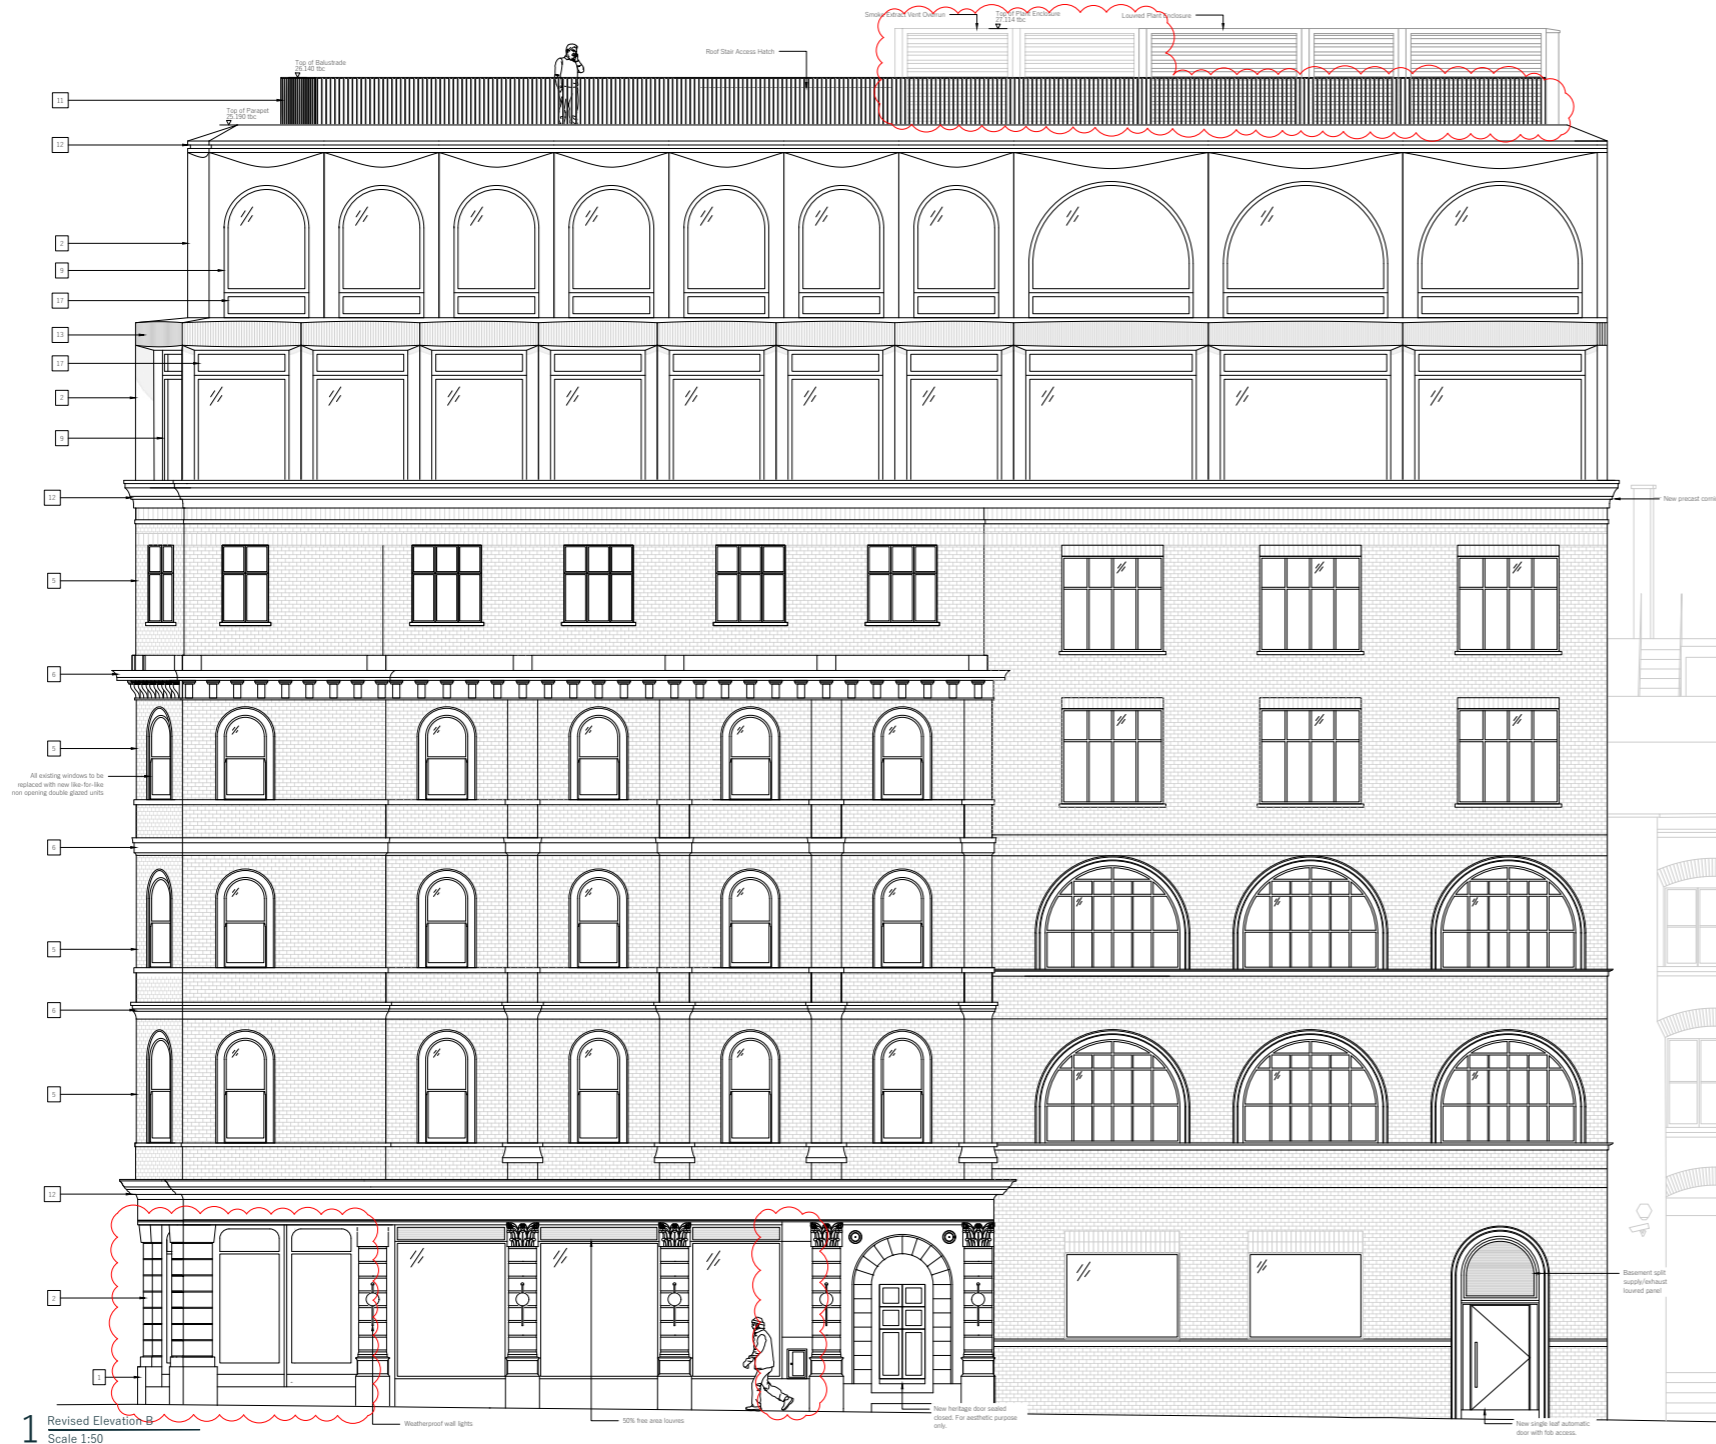 Smoke Extract Vent Overrun
Top of Plant Enclosure
27.114 tbc
Louvred Plant Enclosure
Roof Stair Access Hatch
Top of Balustrade
26.140 tbc
11
Top of Parapet
25.190 tbc
12
2
9
17
13
17
2
9
12
New precast corni
5
6
5
All existing windows to be
replaced with new like-for-like
non opening double glazed units
6
5
6
5
12
Basement split
supply/exhaust
louvred panel
2
1
Weatherproof wall lights
50% free area louvres
New heritage door sealed
closed. For aesthetic purpose
only.
New single leaf automatic
door with fob access.
1 Revised Elevation B
Scale 1:50